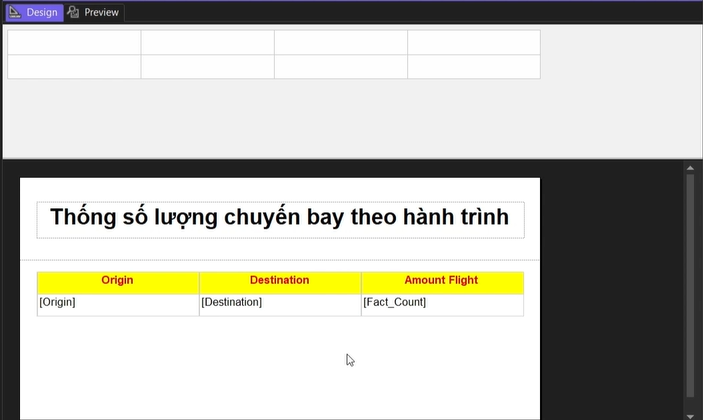 Design Preview
Thống số lượng chuyến bay theo hành trình
Origin Destination Amount Flight
[Origin] [Destination] [Fact_Count]